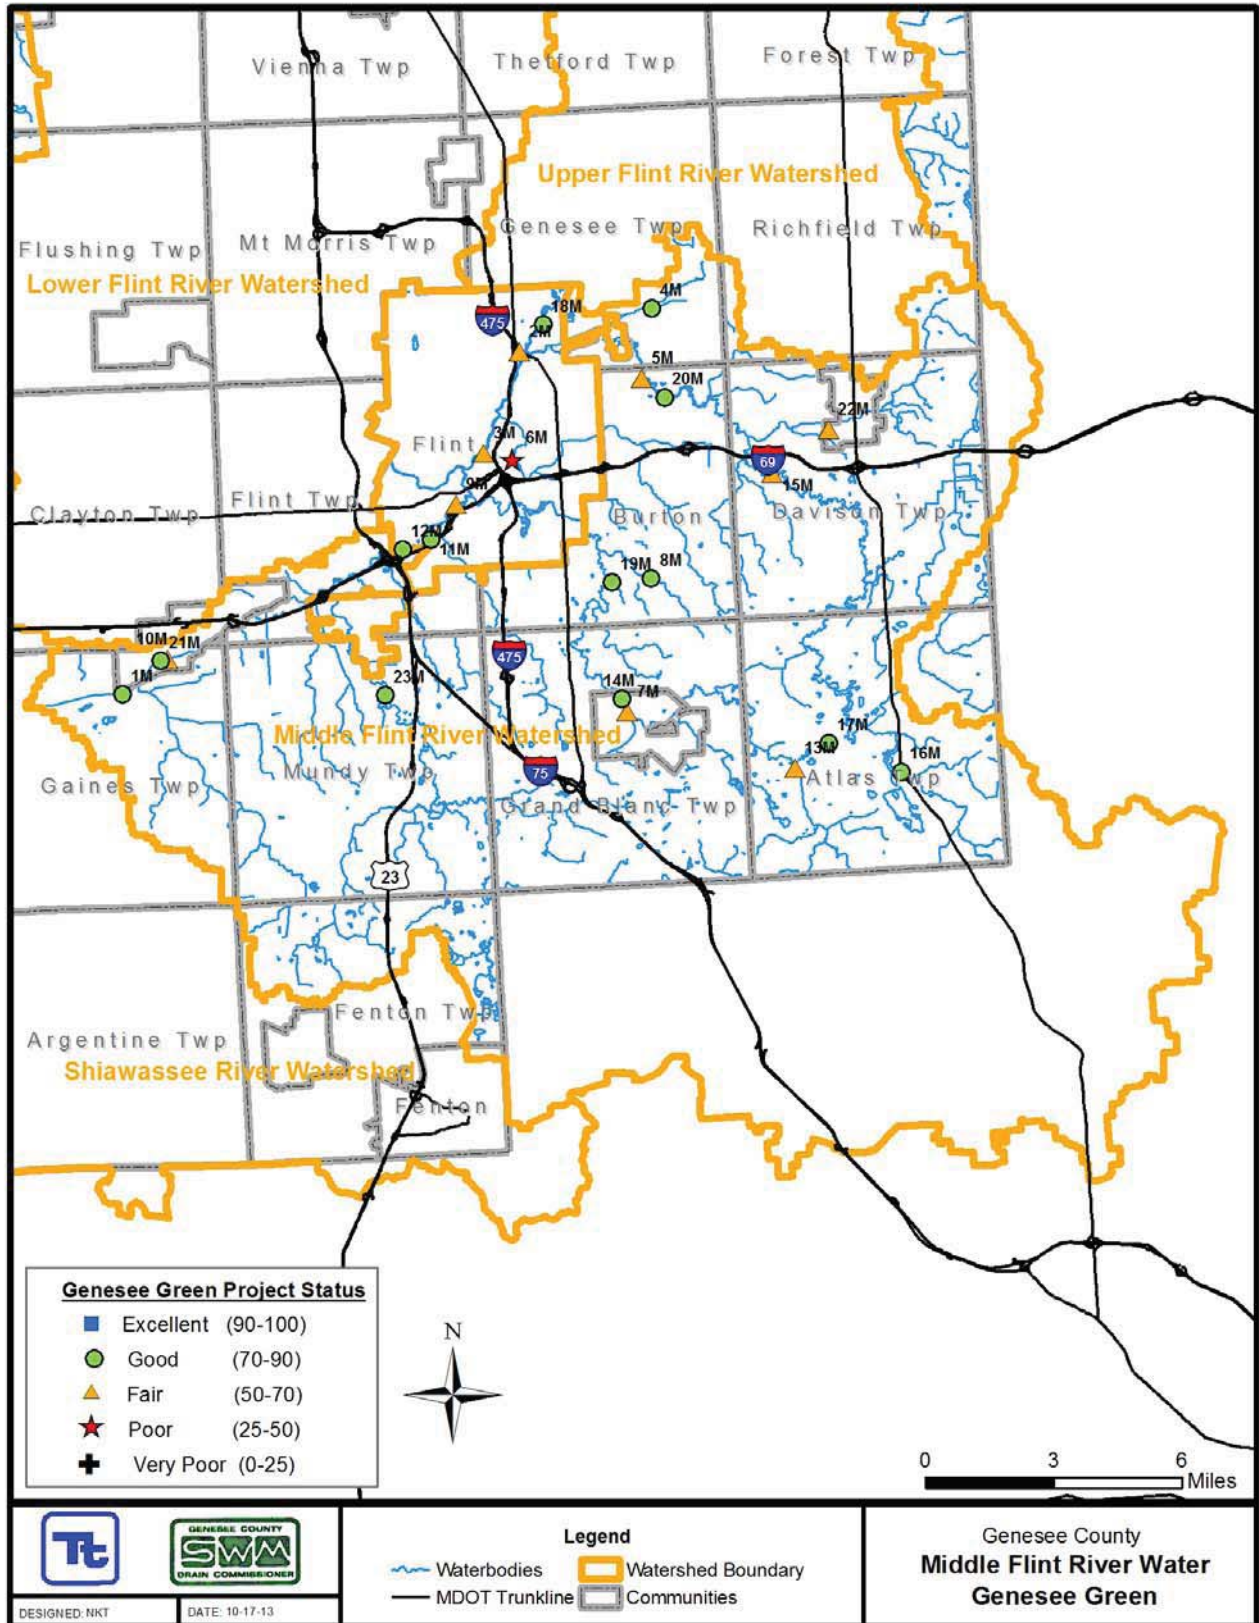 Vienna Twp
Thetford Twp
Forest Twp
Upper Flint River Watershed
Genesee Twp
Richfield Twp
Flushing Twp
Mt Morris Twp
Lower Flint River Watershed
4M
18M
475
2M
5M
20M
22M
3M
6M
Flint
69
9M
15M
Clayton Twp
Flint Twp
Burton
Davison Twp
12M
11M
19M
8M
10M
21M
475
1M
23M
14M
7M
Middle Flint River Watershed
17M
13M
16M
Gaines Twp
Mundy Twp
75
Atlas Twp
Grand Blanc Twp
23
Fenton Twp
Argentine Twp
Shiawassee River Watershed
Fenton
Genesee Green Project Status
Excellent (90-100)
Good (70-90)
Fair (50-70)
Poor (25-50)
Very Poor (0-25)
N
0 3 6
Miles
Tt
GENESEE COUNTY
SWM
DRAIN COMMISSIONER
DESIGNED: NKT
DATE: 10-17-13
Legend
Waterbodies
Watershed Boundary
MDOT Trunkline
Communities
Genesee County
Middle Flint River Water
Genesee Green